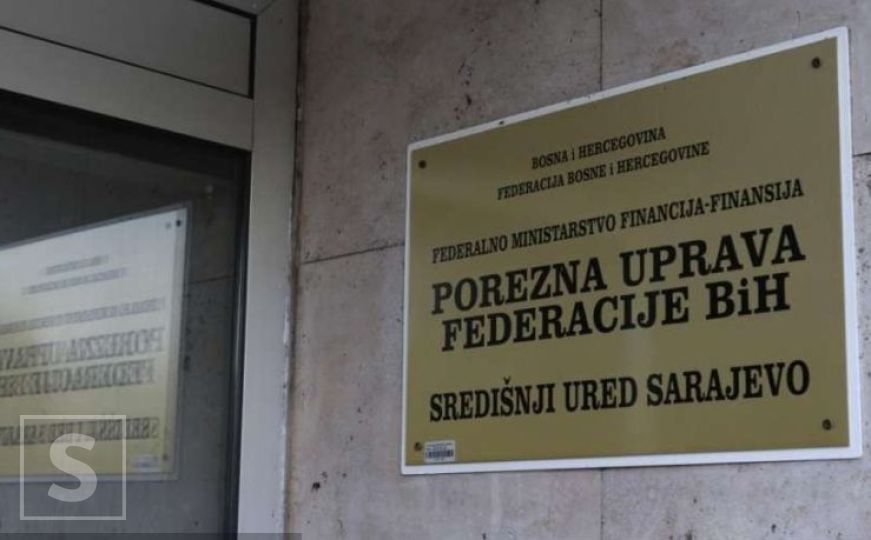 BOSNA i HERCEGOVINA
FEDERACIJA BOSNE i HERCEGOVINE
FEDERALNO MINISTARSTVO FINANCIJA-FINANSIJA
POREZNA UPRAVA
FEDERACIJE BiH
SREDIŠNJI URED SARAJEVO
S